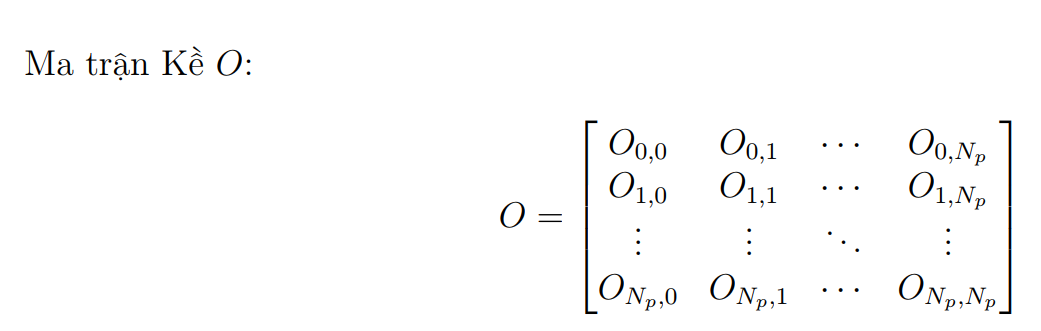 Ma trận Kề O:
O_{0,0} O_{0,1} ⋯ O_{0,N_p}
O_{1,0} O_{1,1} ⋯ O_{1,N_p}
O =
⋮ ⋮ ⋱ ⋮
O_{N_p,0} O_{N_p,1} ⋯ O_{N_p,N_p}